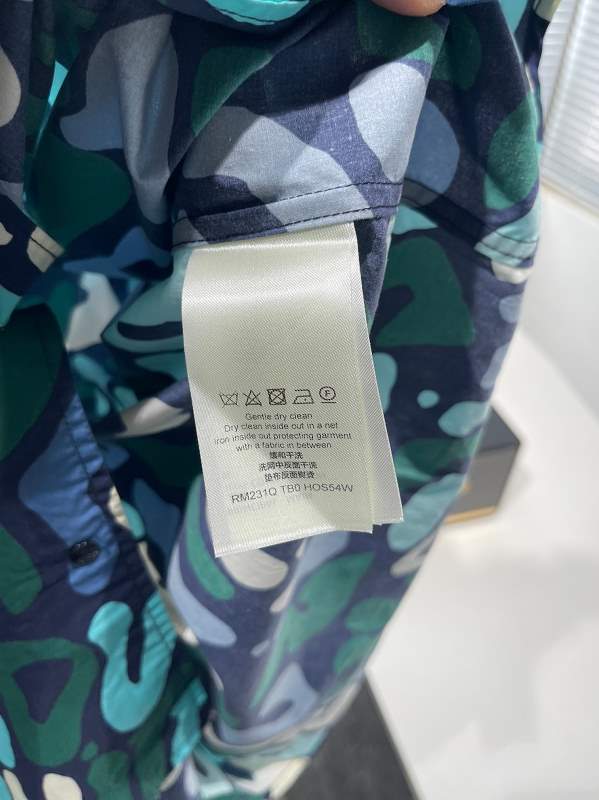 Gentle dry clean
Dry clean inside out in a net
iron inside out protecting garment
with a fabric in between
缓和干洗
洗网中反面干洗
垫布反面熨烫
RM231Q TB0 HOS54W